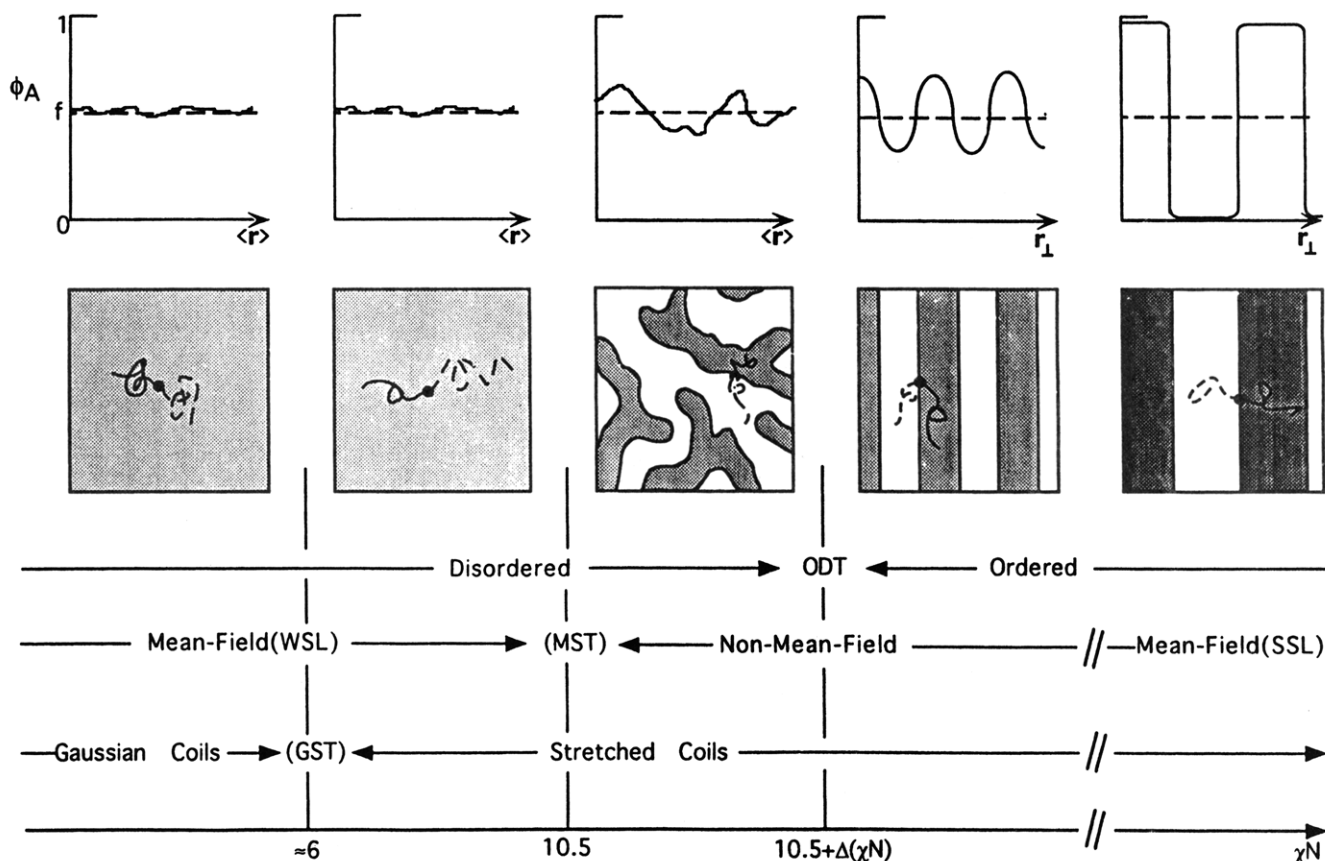 1
ϕA
f
0
⟨r⟩ ⟨r⟩ ⟨r⟩ r⊥ r⊥
Disordered ODT Ordered
Mean-Field(WSL) (MST) Non-Mean-Field // Mean-Field(SSL)
Gaussian Coils (GST) Stretched Coils //
//
≈6 10.5 10.5+Δ(χN) χN